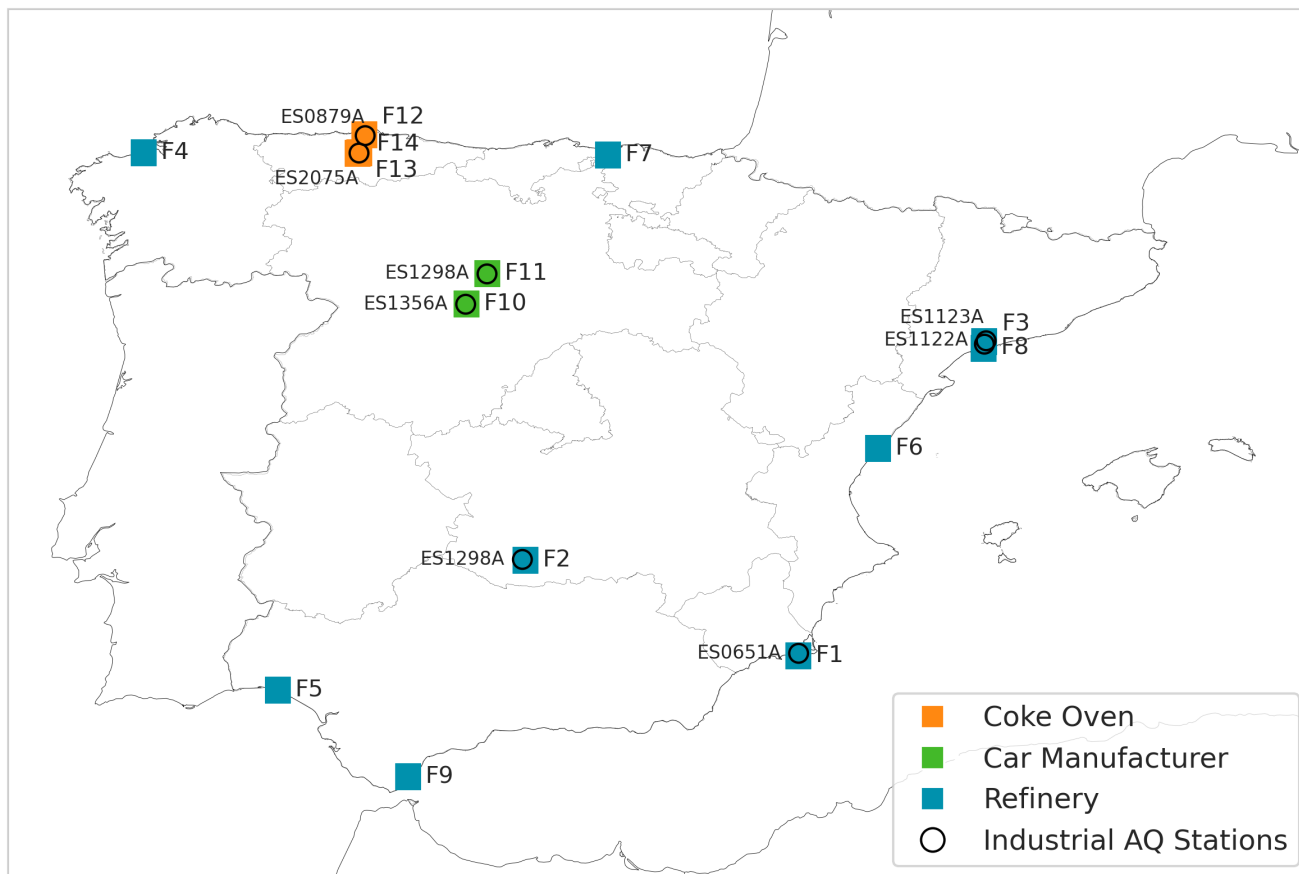 ES0879A F12
F14
F4
F7
F13
ES2075A
ES1298A F11
ES1356A F10
ES1123A
F3
ES1122A
F8
F6
ES1298A F2
ES0651A F1
F5
F9
Coke Oven
Car Manufacturer
Refinery
Industrial AQ Stations